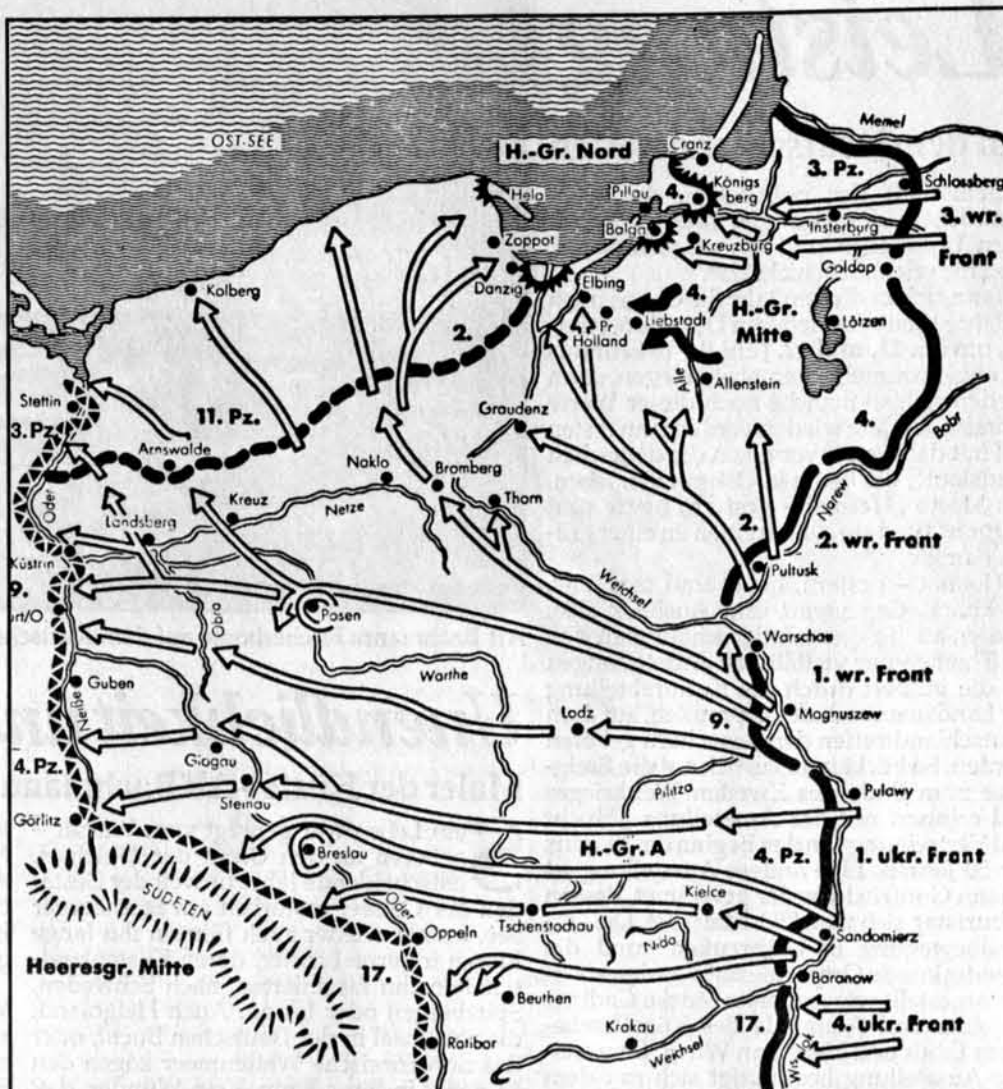 OST-SEE
H.-Gr. Nord
Cranz
Memel
3. Pz.
Schlossberg
Hela
Pillau
4.
Königs
berg
3. wr.
Front
Insterburg
Balga
Kreuzburg
Zoppot
Goldap
Danzig
Elbing
4.
H.-Gr.
Mitte
Lötzen
Kolberg
2.
Pr.
Holland
Liebstadt
Alle
Allenstein
Stettin
11. Pz.
Graudenz
4.
Bobr
3. Pz.
Arnswalde
Naklo
Bromberg
Oder
Kreuz
Netze
Thorn
Narew
2.
2. wr. Front
Landsberg
Küstrin
Pultusk
9.
Weichsel
Posen
Obra
Warschau
Warthe
1. wr. Front
Guben
Neiße
Lodz
9.
Magnuszew
4. Pz.
Glogau
Pilitza
Pulawy
Steinau
Görlitz
H.-Gr. A
4. Pz.
1. ukr. Front
Breslau
Kielce
SUDETEN
Oder
Tschenstochau
Nida
Sandomierz
Oppeln
Heeresgr. Mitte
17.
Baranow
Beuthen
Krakau
17.
4. ukr. Front
Ratibor
Weichsel